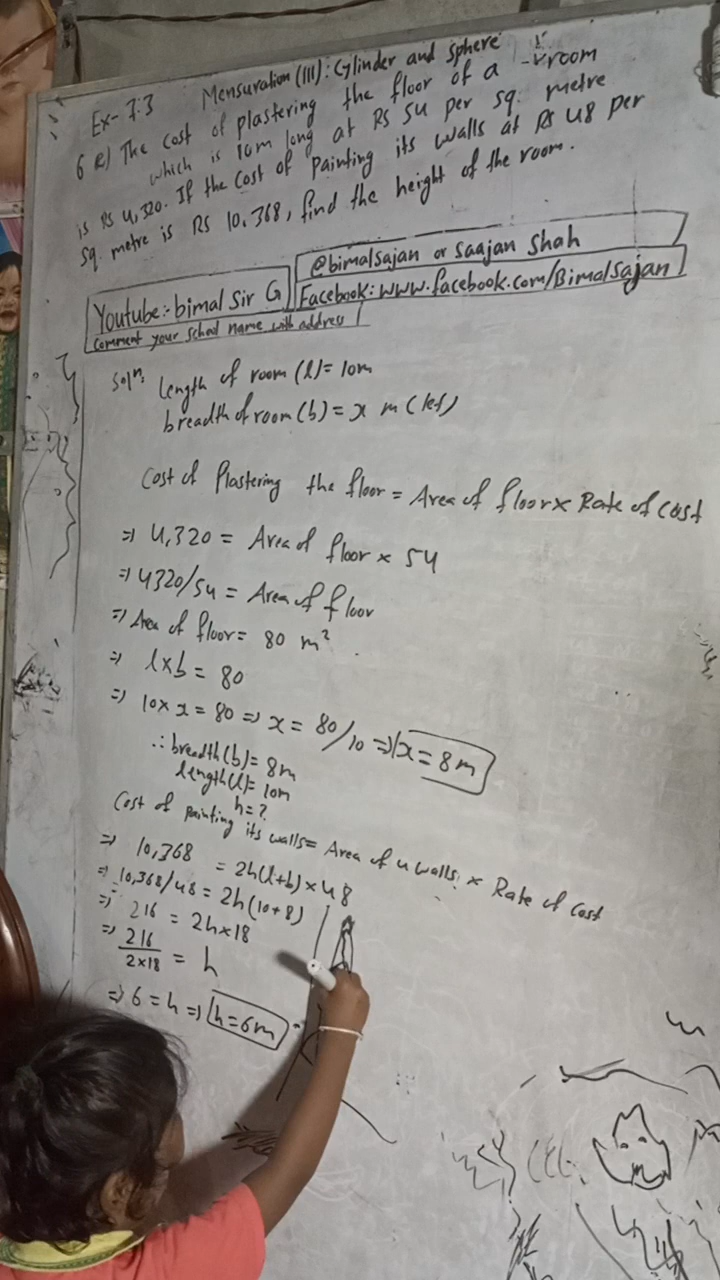 Ex- 7.3 Mensuration (III): Cylinder and sphere
6 e) The cost of plastering the floor of a room
which is 10m long at Rs 54 per sq. metre
is Rs 4,320. If the cost of painting its walls at Rs 48 per
sq. metre is Rs 10,368, find the height of the room.
@bimalsajan or Saajan Shah
Youtube:- bimal Sir G
Facebook: www.facebook.com/Bimalsajan
Comment your school name with address
Solⁿ: Length of room (l) = 10m
breadth of room (b) = x m (let)
Cost of Plastering the floor = Area of floor × Rate of cost
⇒ 4,320 = Area of floor × 54
⇒ 4320/54 = Area of floor
⇒ Area of floor = 80 m².
⇒ l×b = 80
⇒ 10× x = 80 ⇒ x = 80/10 ⇒ x = 8m
∴ breadth(b) = 8m
length(l) = 10m
h = ?
Cost of painting its walls = Area of 4 walls × Rate of cost
⇒ 10,368 = 2h(l+b) × 48
⇒ 10,368/48 = 2h(10+8)
⇒ 216 = 2h×18
⇒ 216/2×18 = h
⇒ 6 = h ⇒ h = 6m